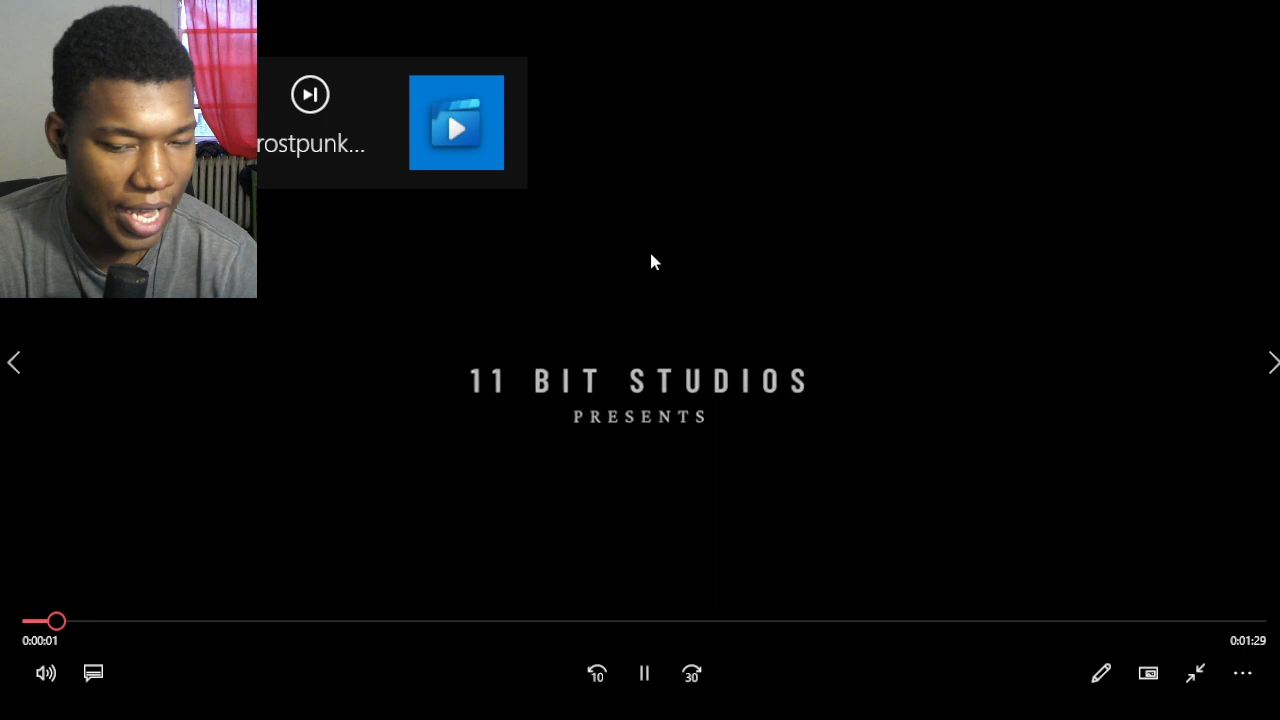 rostpunk...
11 BIT STUDIOS
PRESENTS
0:00:01
0:01:29
10
30